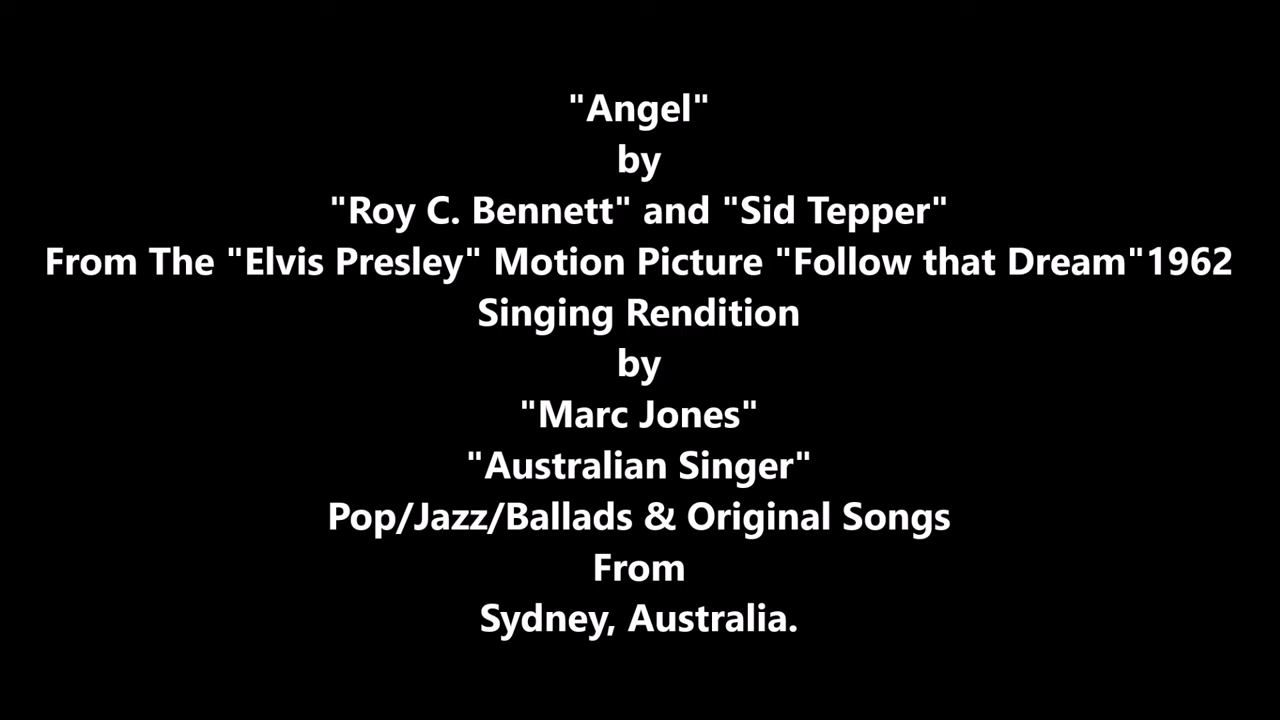 "Angel"
by
"Roy C. Bennett" and "Sid Tepper"
From The "Elvis Presley" Motion Picture "Follow that Dream"1962
Singing Rendition
by
"Marc Jones"
"Australian Singer"
Pop/Jazz/Ballads & Original Songs
From
Sydney, Australia.